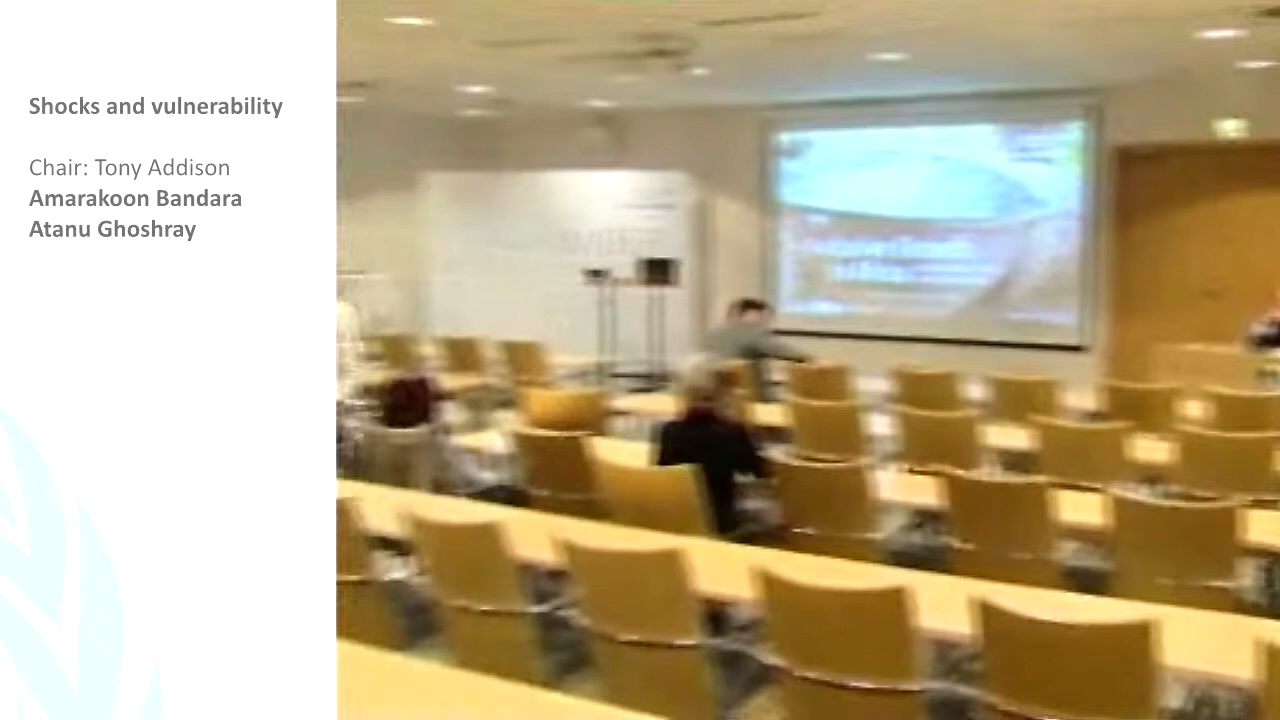 Shocks and vulnerability
Chair: Tony Addison
Amarakoon Bandara
Atanu Ghoshray